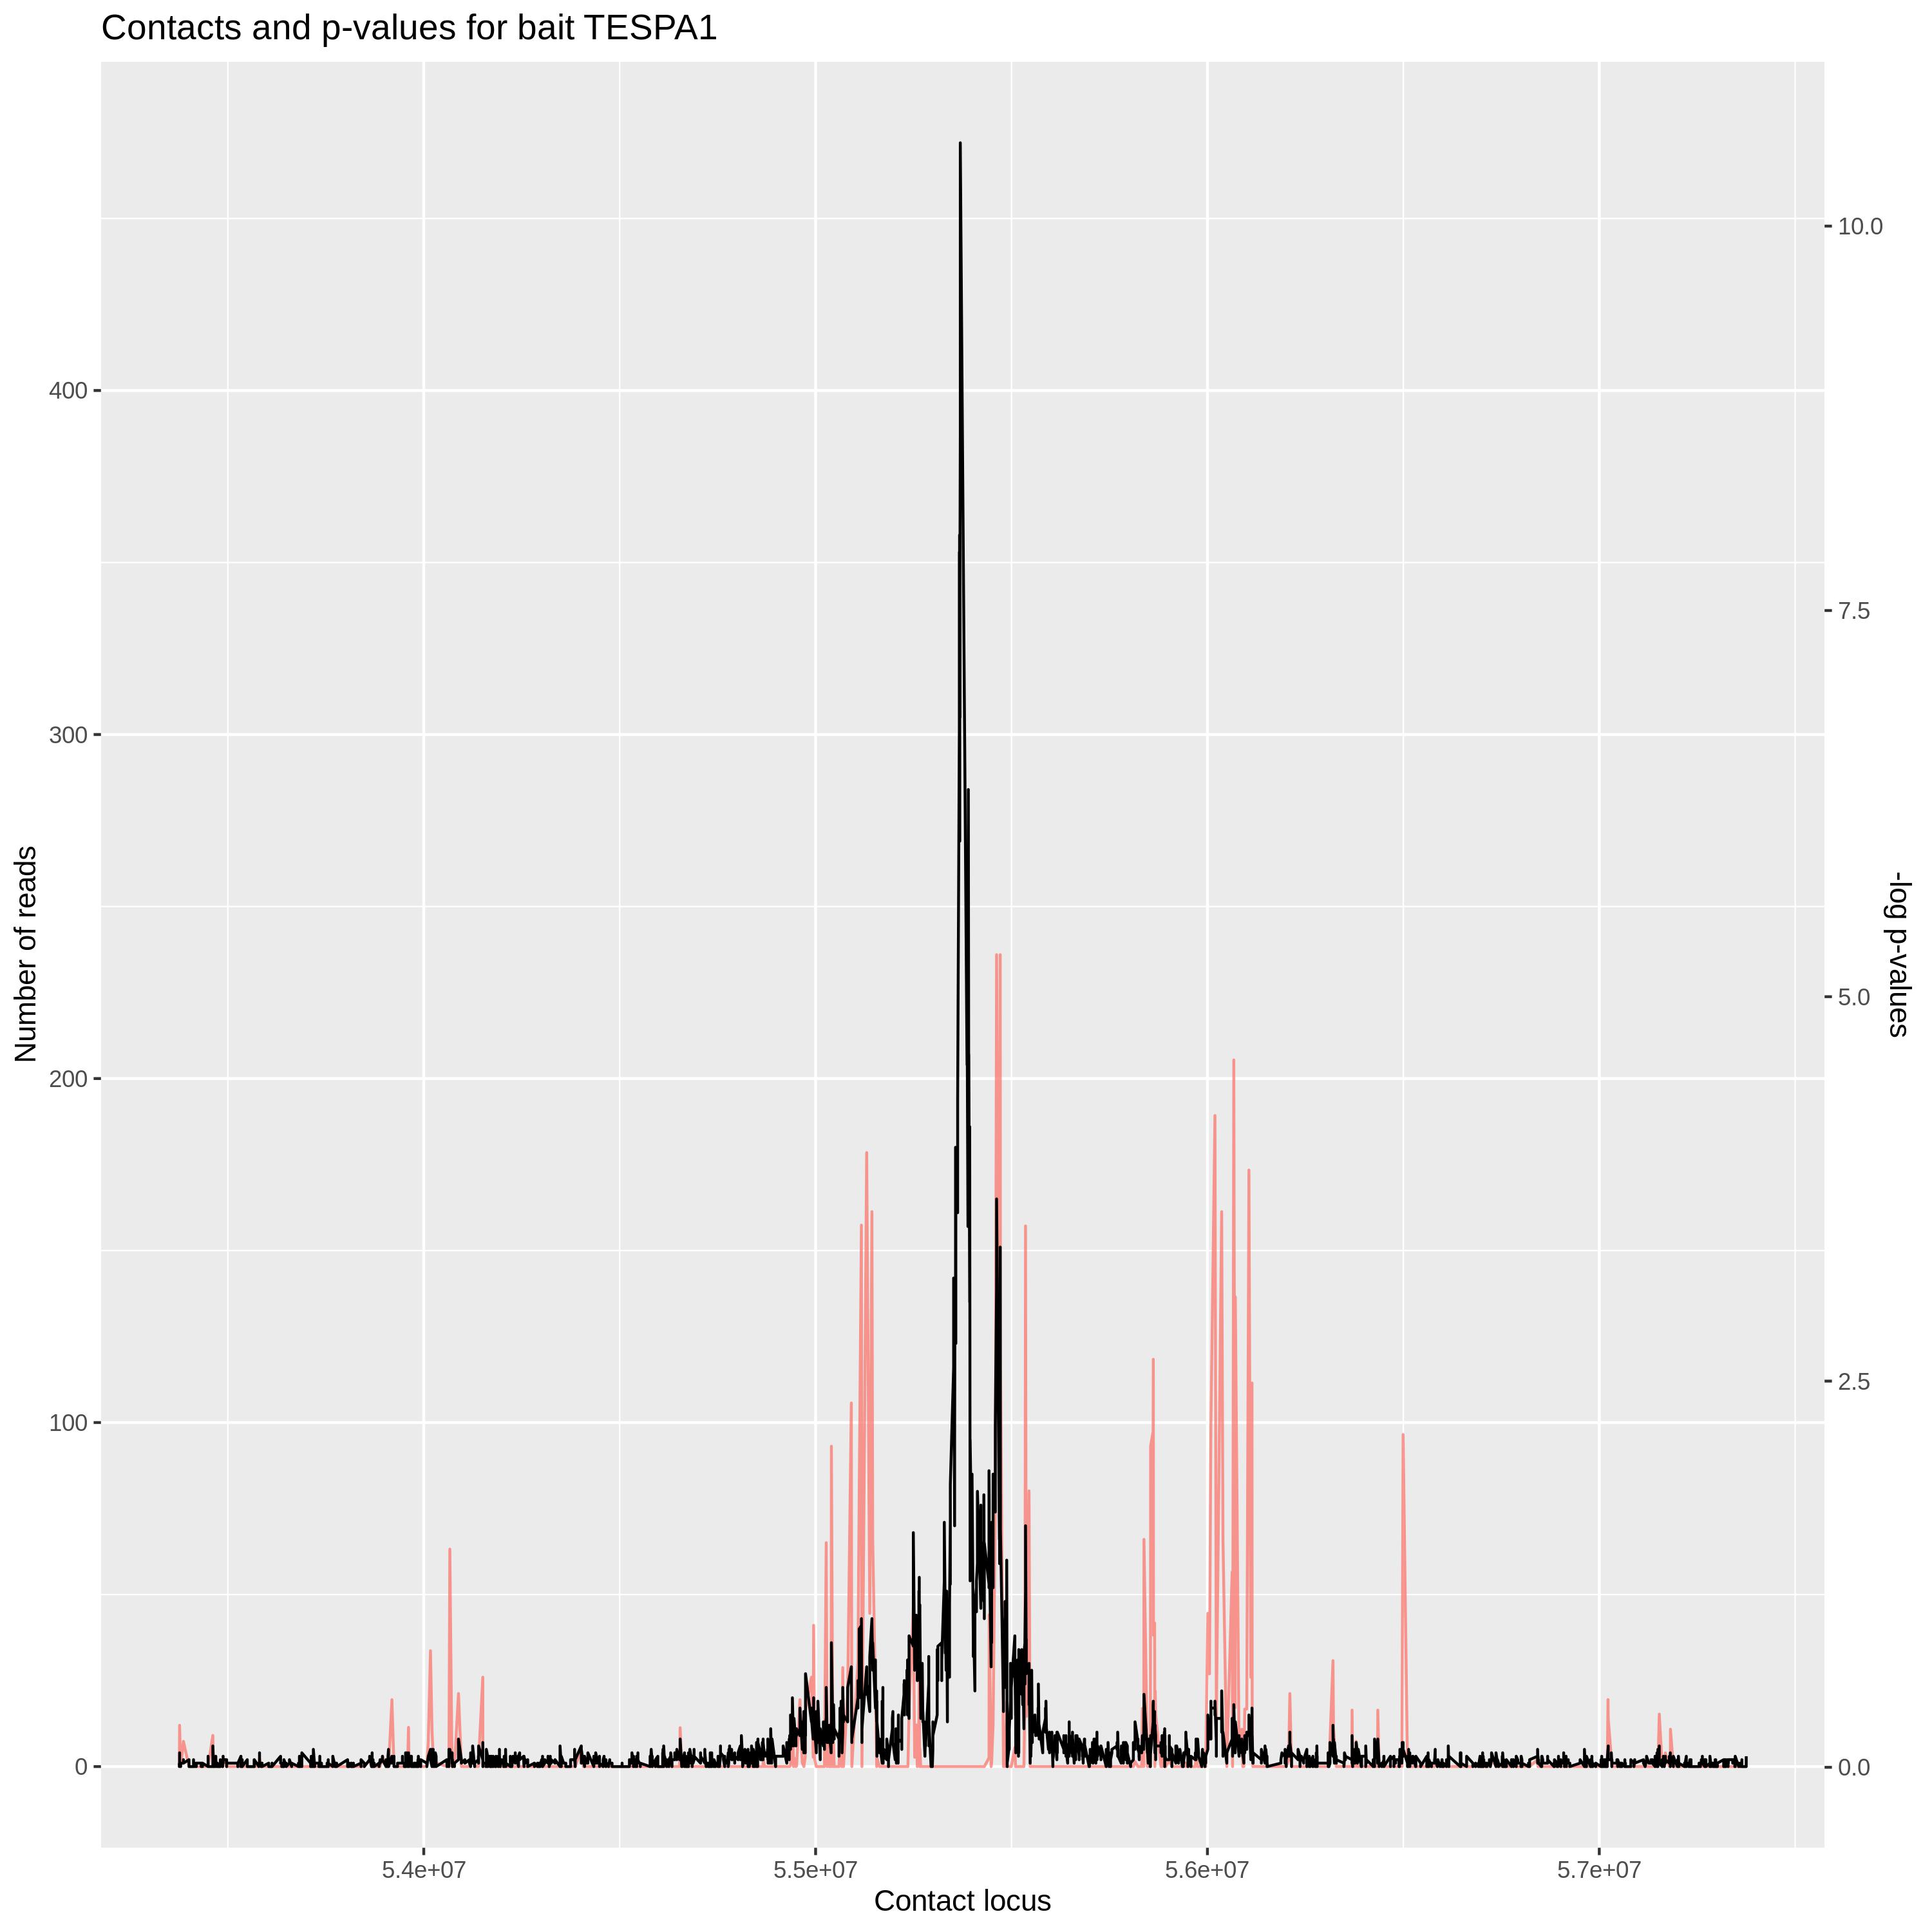 Contacts and p-values for bait TESPA1
Number of reads
400
300
200
100
0
10.0
7.5
5.0
2.5
0.0
-log p-values
5.4e+07 5.5e+07 5.6e+07 5.7e+07
Contact locus